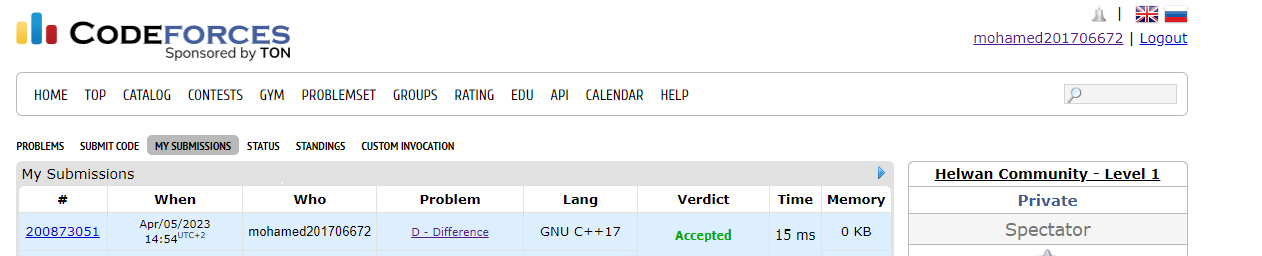 CODEFORCES
Sponsored by TON
|
mohamed201706672 | Logout
HOME TOP CATALOG CONTESTS GYM PROBLEMSET GROUPS RATING EDU API CALENDAR HELP
PROBLEMS SUBMIT CODE MY SUBMISSIONS STATUS STANDINGS CUSTOM INVOCATION
My Submissions
# When Who Problem Lang Verdict Time Memory
200873051 Apr/05/2023 14:54UTC+2 mohamed201706672 D - Difference GNU C++17 Accepted 15 ms 0 KB
Helwan Community - Level 1
Private
Spectator